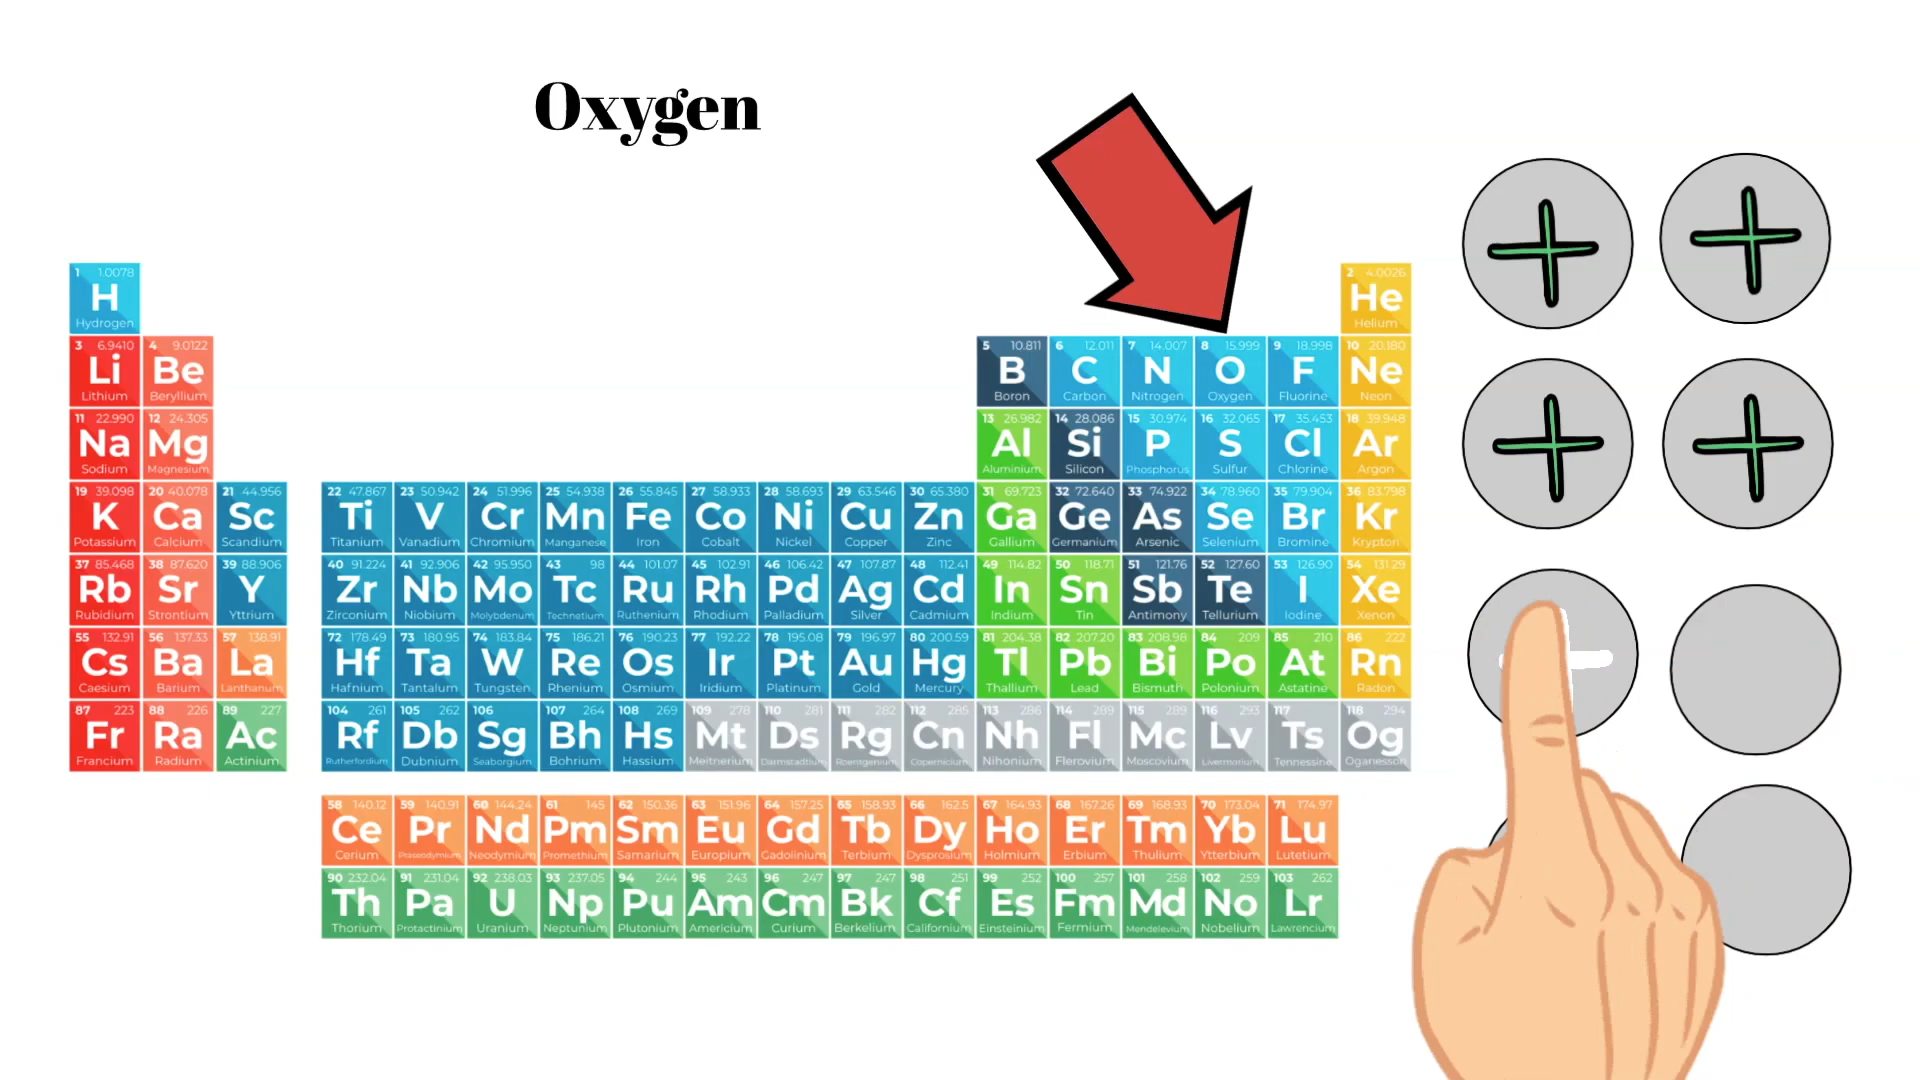 Oxygen
1 1.0078 2 4.0026
H He
Hydrogen Helium
3 6.9410 4 9.0122 5 10.811 6 12.011 7 14.007 8 15.999 9 18.998 10 20.180
Li Be B C N O F Ne
Lithium Beryllium Boron Carbon Nitrogen Oxygen Fluorine Neon
11 22.990 12 24.305 13 26.982 14 28.086 15 30.974 16 32.065 17 35.453 18 39.948
Na Mg Al Si P S Cl Ar
Sodium Magnesium Aluminium Silicon Phosphorus Sulfur Chlorine Argon
19 39.098 20 40.078 21 44.956 22 47.867 23 50.942 24 51.996 25 54.938 26 55.845 27 58.933 28 58.693 29 63.546 30 65.380 31 69.723 32 72.640 33 74.922 34 78.960 35 79.904 36 83.798
K Ca Sc Ti V Cr Mn Fe Co Ni Cu Zn Ga Ge As Se Br Kr
Potassium Calcium Scandium Titanium Vanadium Chromium Manganese Iron Cobalt Nickel Copper Zinc Gallium Germanium Arsenic Selenium Bromine Krypton
37 85.468 38 87.620 39 88.906 40 91.224 41 92.906 42 95.950 43 98 44 101.07 45 102.91 46 106.42 47 107.87 48 112.41 49 114.82 50 118.71 51 121.76 52 127.60 53 126.90 54 131.29
Rb Sr Y Zr Nb Mo Tc Ru Rh Pd Ag Cd In Sn Sb Te I Xe
Rubidium Strontium Yttrium Zirconium Niobium Molybdenum Technetium Ruthenium Rhodium Palladium Silver Cadmium Indium Tin Antimony Tellurium Iodine Xenon
55 132.91 56 137.33 57 138.91 72 178.49 73 180.95 74 183.84 75 186.21 76 190.23 77 192.22 78 195.08 79 196.97 80 200.59 81 204.38 82 207.20 83 208.98 84 209 85 210 86 222
Cs Ba La Hf Ta W Re Os Ir Pt Au Hg Tl Pb Bi Po At Rn
Caesium Barium Lanthanum Hafnium Tantalum Tungsten Rhenium Osmium Iridium Platinum Gold Mercury Thallium Lead Bismuth Polonium Astatine Radon
87 223 88 226 89 227 104 261 105 262 106 107 264 108 269 109 278 110 281 111 282 112 285 113 286 114 289 115 289 116 293 117 118 294
Fr Ra Ac Rf Db Sg Bh Hs Mt Ds Rg Cn Nh Fl Mc Lv Ts Og
Francium Radium Actinium Rutherfordium Dubnium Seaborgium Bohrium Hassium Meitnerium Darmstadtium Roentgenium Copernicium Nihonium Flerovium Moscovium Livermorium Tennessine Oganesson
58 140.12 59 140.91 60 144.24 61 145 62 150.36 63 151.96 64 157.25 65 158.93 66 162.5 67 164.93 68 167.26 69 168.93 70 173.04 71 174.97
Ce Pr Nd Pm Sm Eu Gd Tb Dy Ho Er Tm Yb Lu
Cerium Praseodymium Neodymium Promethium Samarium Europium Gadolinium Terbium Dysprosium Holmium Erbium Thulium Ytterbium Lutetium
90 232.04 91 231.04 92 238.03 93 237.05 94 244 95 243 96 247 97 247 98 251 99 252 100 257 101 258 102 259 103 262
Th Pa U Np Pu Am Cm Bk Cf Es Fm Md No Lr
Thorium Protactinium Uranium Neptunium Plutonium Americium Curium Berkelium Californium Einsteinium Fermium Mendelevium Nobelium Lawrencium